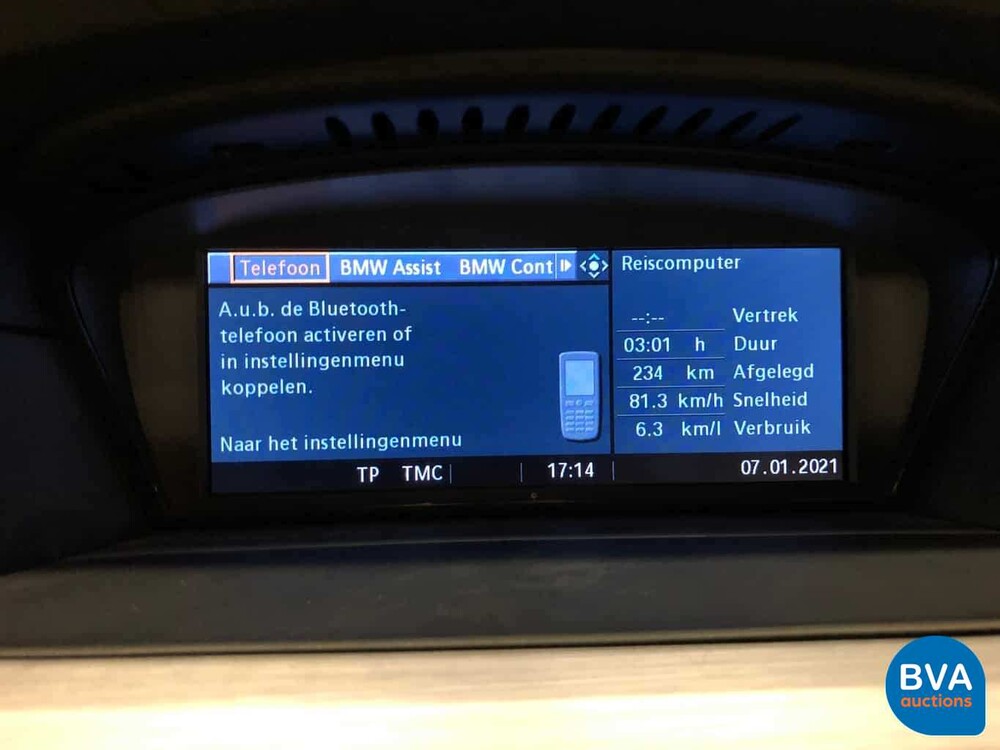 Telefoon BMW Assist BMW Cont
A.u.b. de Bluetooth-
telefoon activeren of
in instellingenmenu
koppelen.
Naar het instellingenmenu
Reiscomputer
--:-- Vertrek
03:01 h Duur
234 km Afgelegd
81.3 km/h Snelheid
6.3 km/l Verbruik
TP TMC 17:14 07.01.2021
BVA
auctions